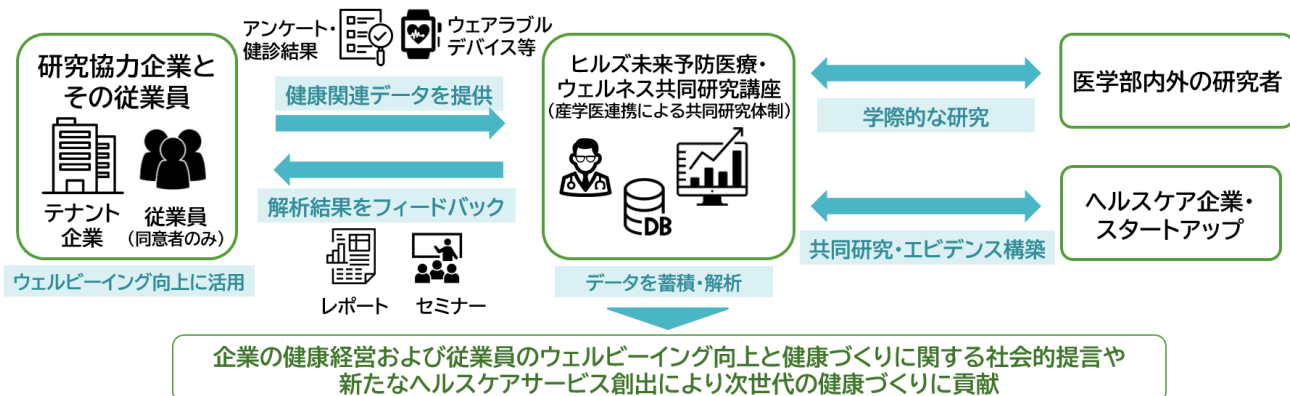 アンケート・
健診結果
ウェアラブル
デバイス等
研究協力企業と
その従業員
テナント
企業
従業員
(同意者のみ)
ウェルビーイング向上に活用
健康関連データを提供
解析結果をフィードバック
レポート
セミナー
ヒルズ未来予防医療・
ウェルネス共同研究講座
(産学医連携による共同研究体制)
DB
データを蓄積・解析
学際的な研究
医学部内外の研究者
共同研究・エビデンス構築
ヘルスケア企業・
スタートアップ
企業の健康経営および従業員のウェルビーイング向上と健康づくりに関する社会的提言や
新たなヘルスケアサービス創出により次世代の健康づくりに貢献